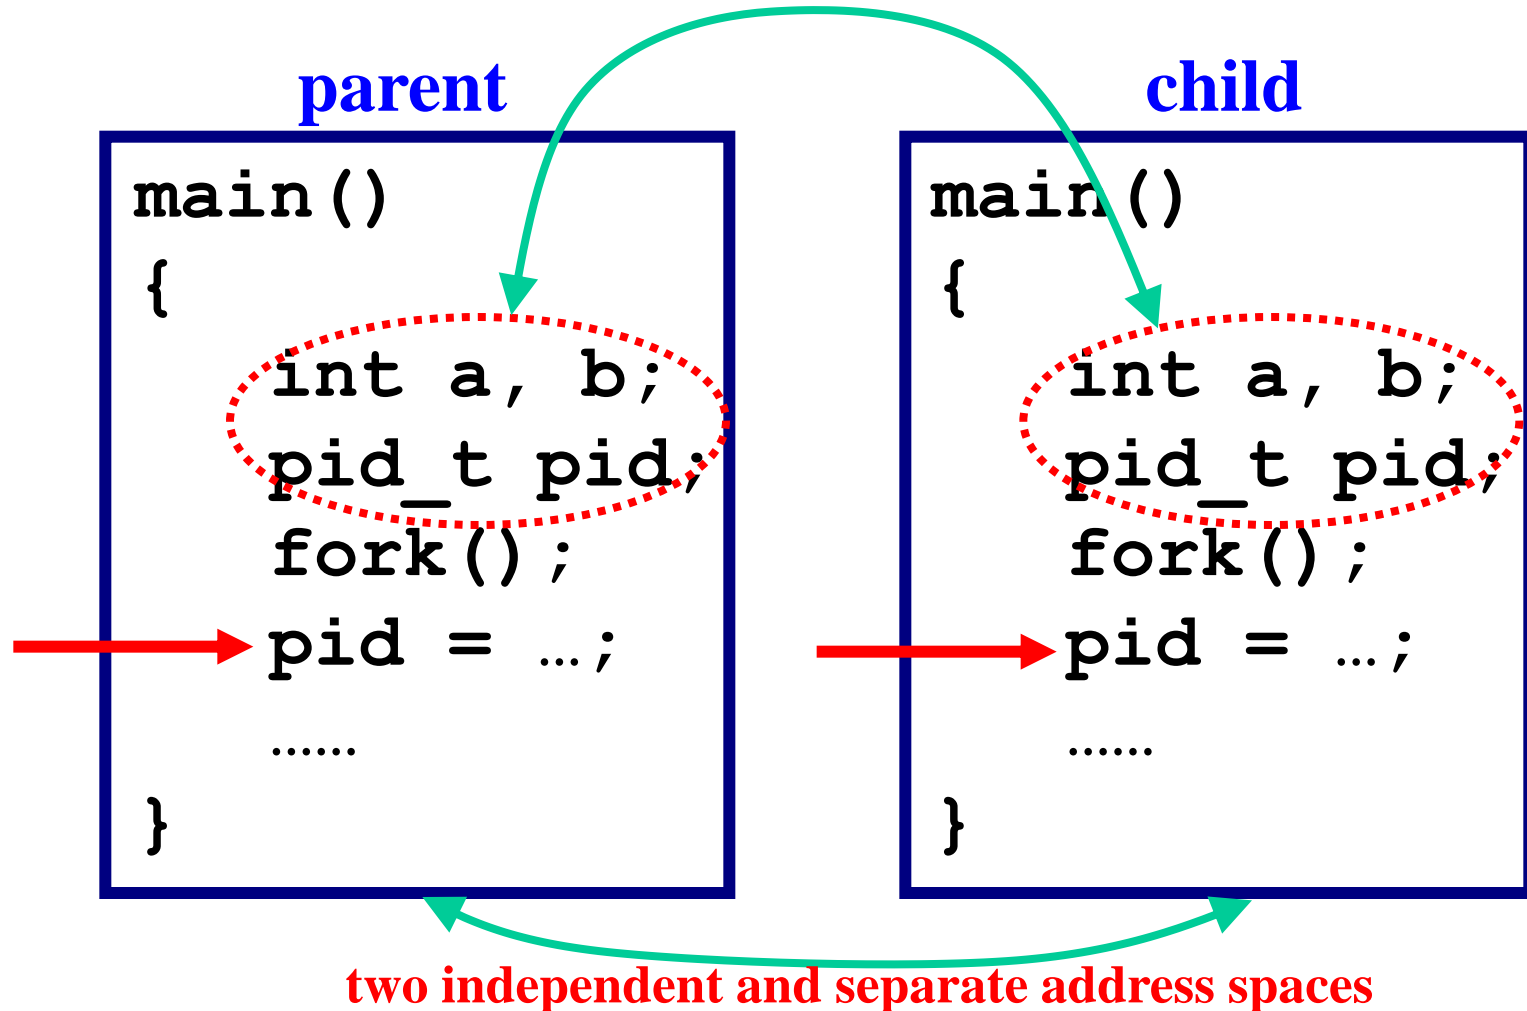 parent
main()
{
int a, b;
pid_t pid;
fork();
pid = …;
……
}
child
main()
{
int a, b;
pid_t pid;
fork();
pid = …;
……
}
two independent and separate address spaces